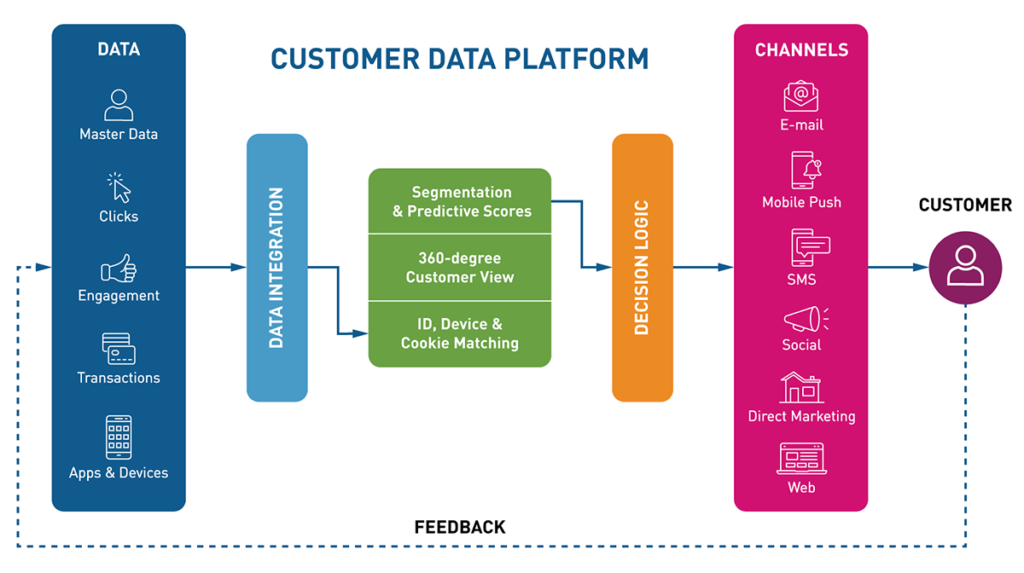 CUSTOMER DATA PLATFORM
DATA
Master Data
Clicks
Engagement
Transactions
Apps & Devices
DATA INTEGRATION
Segmentation
& Predictive Scores
360-degree
Customer View
ID, Device &
Cookie Matching
DECISION LOGIC
CHANNELS
E-mail
Mobile Push
SMS
Social
Direct Marketing
Web
CUSTOMER
FEEDBACK